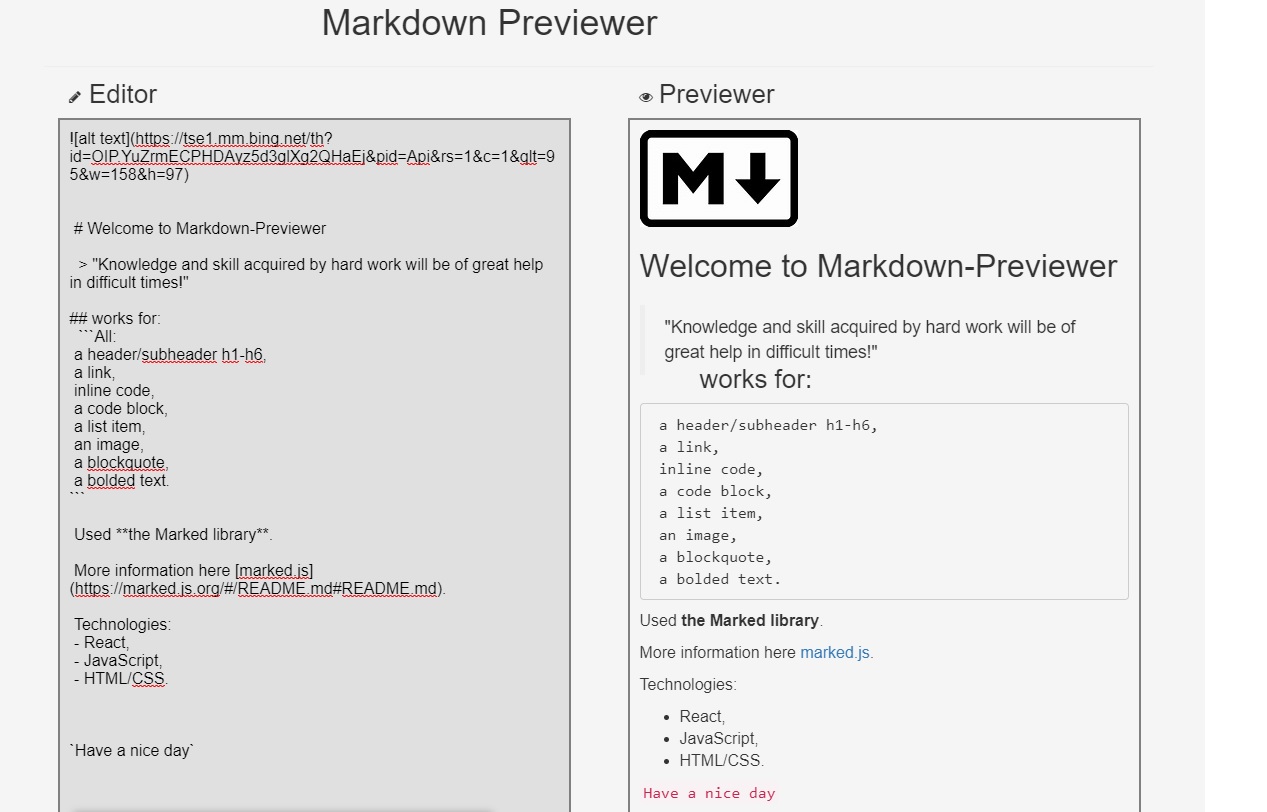 Markdown Previewer
Editor
![alt text](https://tse1.mm.bing.net/th?
id=OIP.YuZrmECPHDAyz5d3glXg2QHaEj&pid=Api&rs=1&c=1&qlt=9
5&w=158&h=97)
# Welcome to Markdown-Previewer
> "Knowledge and skill acquired by hard work will be of great help
in difficult times!"
## works for:
```All:
a header/subheader h1-h6,
a link,
inline code,
a code block,
a list item,
an image,
a blockquote,
a bolded text.
```
Used **the Marked library**.
More information here [marked.js]
(https://marked.js.org/#/README.md#README.md).
Technologies:
- React,
- JavaScript,
- HTML/CSS.
`Have a nice day`
Previewer
M
Welcome to Markdown-Previewer
"Knowledge and skill acquired by hard work will be of
great help in difficult times!"
works for:
a header/subheader h1-h6,
a link,
inline code,
a code block,
a list item,
an image,
a blockquote,
a bolded text.
Used the Marked library.
More information here marked.js.
Technologies:
• React,
• JavaScript,
• HTML/CSS.
Have a nice day